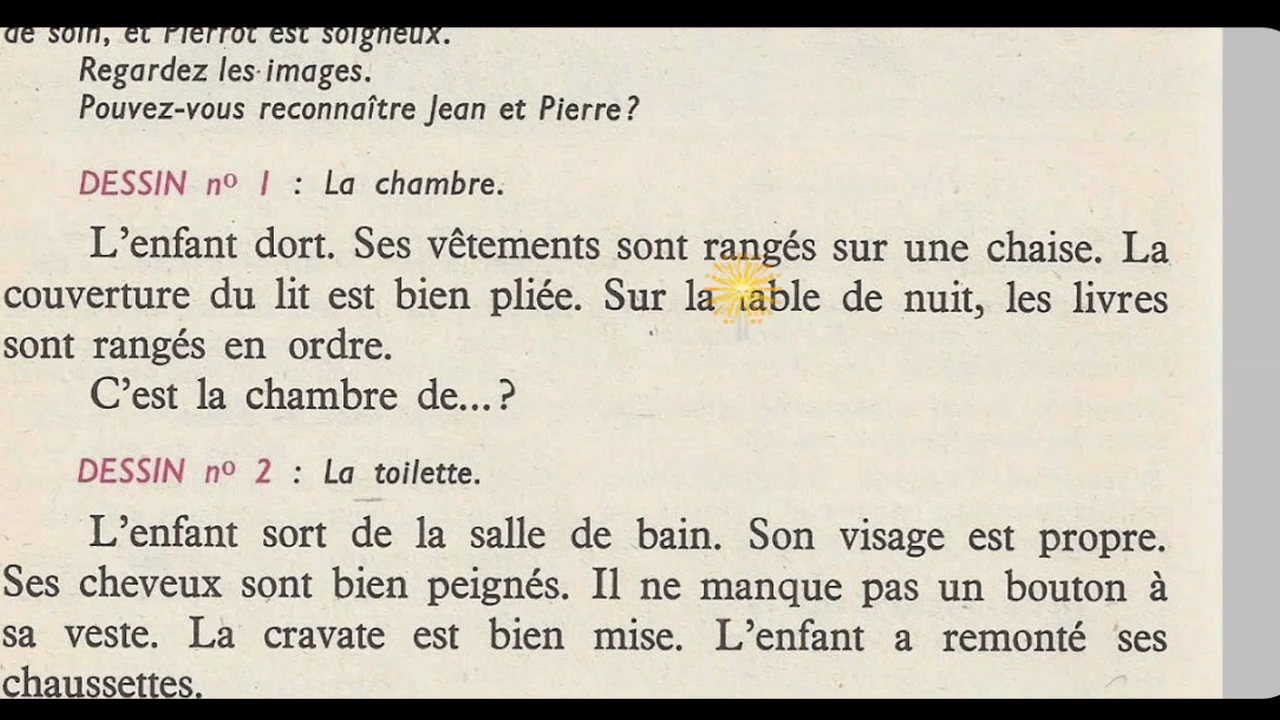 de soin, et Pierrot est soigneux.
Regardez les images.
Pouvez-vous reconnaître Jean et Pierre?
DESSIN nº 1 : La chambre.
L'enfant dort. Ses vêtements sont rangés sur une chaise. La
couverture du lit est bien pliée. Sur la table de nuit, les livres
sont rangés en ordre.
C'est la chambre de...?
DESSIN nº 2 : La toilette.
L'enfant sort de la salle de bain. Son visage est propre.
Ses cheveux sont bien peignés. Il ne manque pas un bouton à
sa veste. La cravate est bien mise. L'enfant a remonté ses
chaussettes.